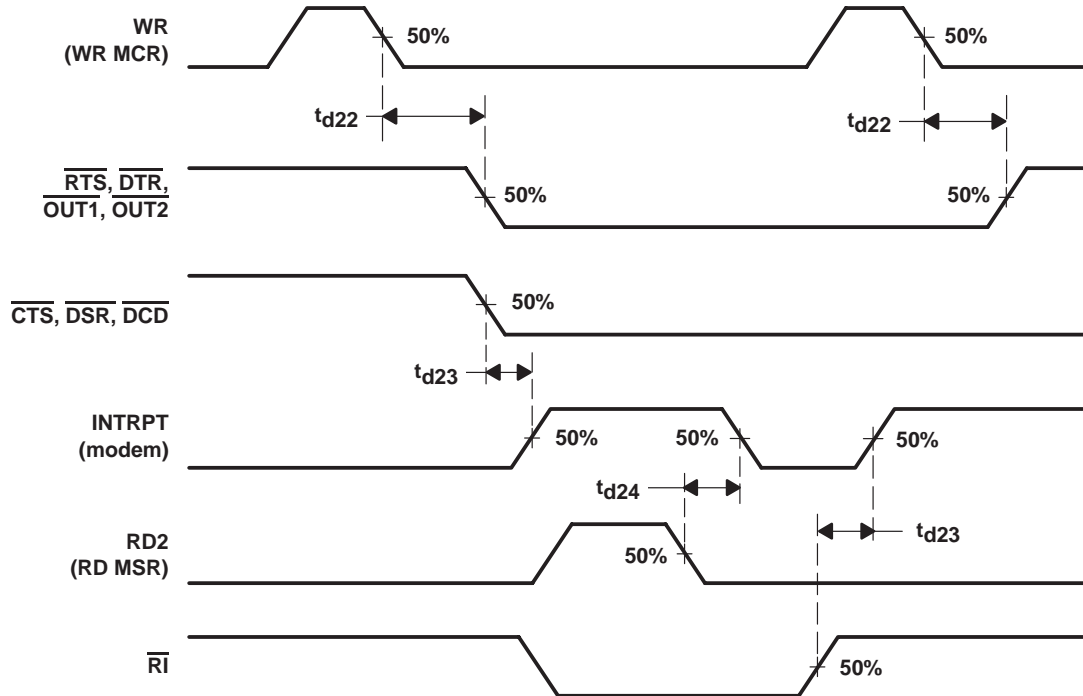 WR
(WR MCR)
50%
50%
td22
td22
RTS, DTR,
OUT1, OUT2
50%
50%
CTS, DSR, DCD
50%
td23
INTRPT
(modem)
50%
50%
50%
td24
td23
RD2
(RD MSR)
50%
RI
50%